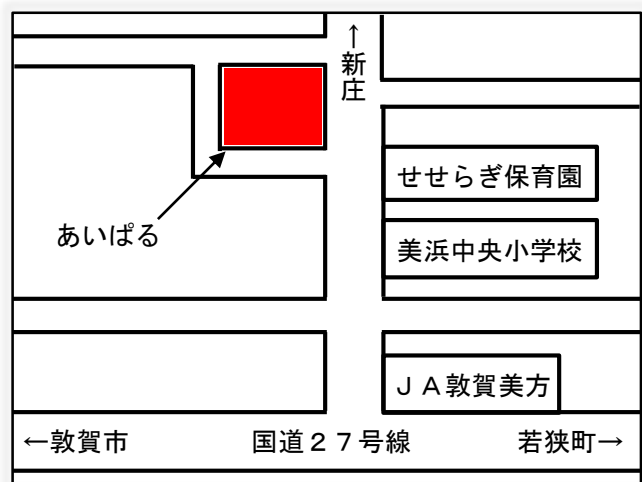 ↑新庄
せせらぎ保育園
あいぱる
美浜中央小学校
ＪＡ敦賀美方
←敦賀市　国道２７号線　若狭町→